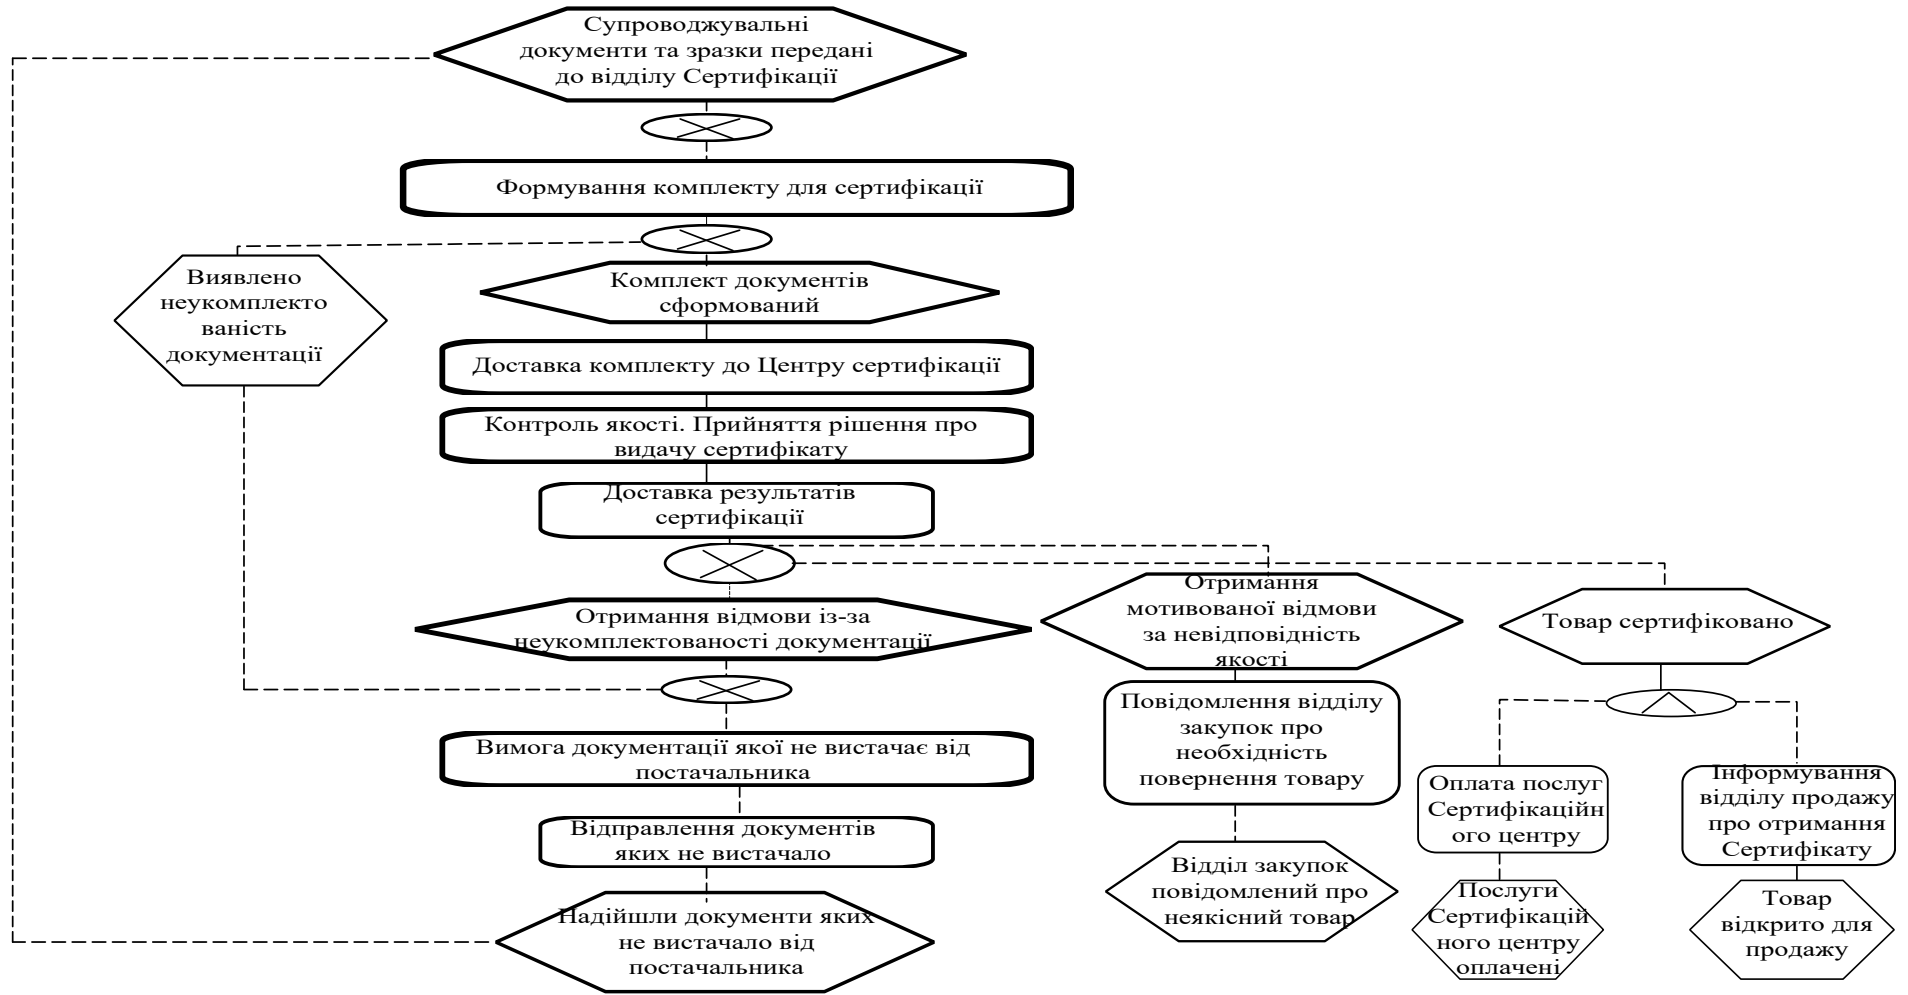 Супроводжувальні
документи та зразки передані
до відділу Сертифікації
Формування комплекту для сертифікації
Виявлено
неукомплекто
ваність
документації
Комплект документів
сформований
Доставка комплекту до Центру сертифікації
Контроль якості. Прийняття рішення про
видачу сертифікату
Доставка результатів
сертифікації
Отримання відмови із-за
неукомплектованості документації
Отримання
мотивованої відмови
за невідповідність
якості
Товар сертифіковано
Вимога документації якої не вистачає від
постачальника
Повідомлення відділу
закупок про
необхідність
повернення товару
Оплата послуг
Сертифікаційн
ого центру
Інформування
відділу продажу
про отримання
Сертифікату
Відправлення документів
яких не вистачало
Надійшли документи яких
не вистачало від
постачальника
Відділ закупок
повідомлений про
неякісний товар
Послуги
Сертифікацій
ного центру
оплачені
Товар
відкрито для
продажу